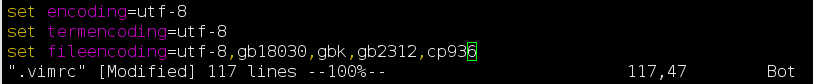 set encoding=utf-8
set termencoding=utf-8
set fileencoding=utf-8,gb18030,gbk,gb2312,cp936
".vimrc" [Modified] 117 lines --100%-- 117,47 Bot